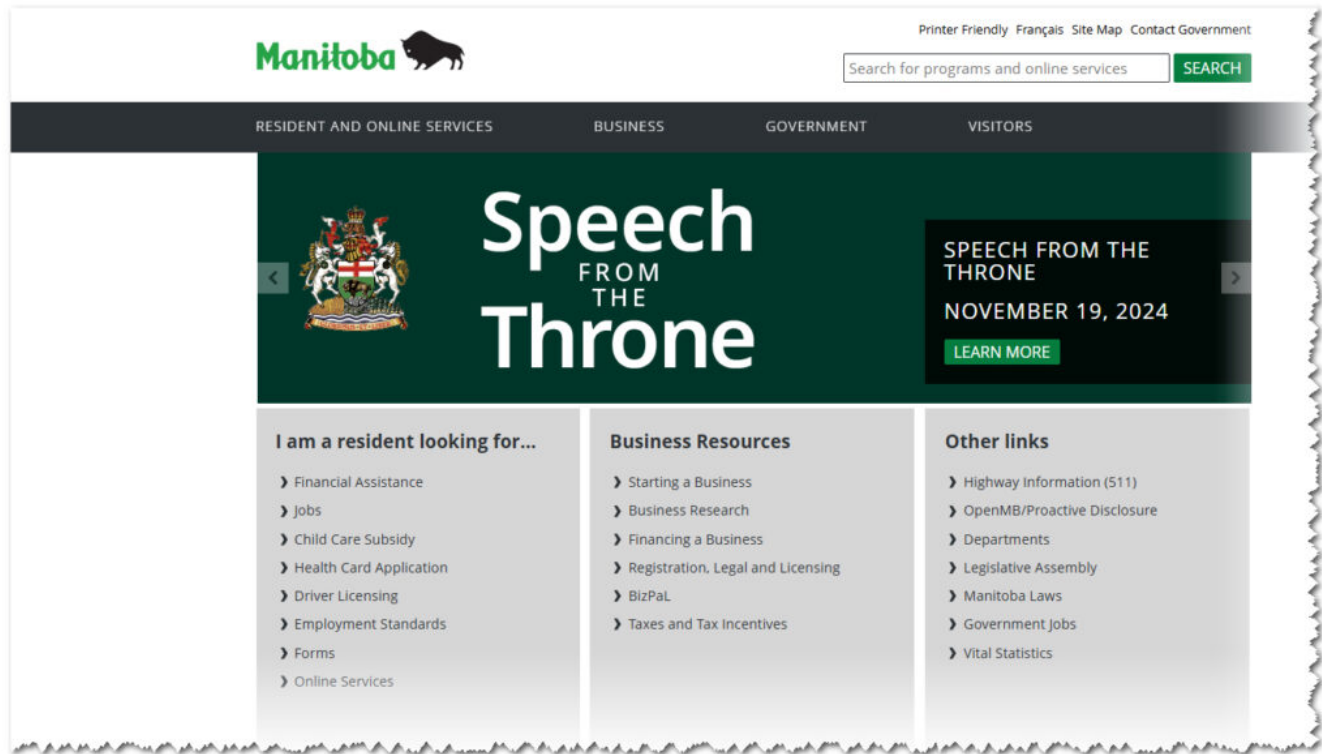 Printer Friendly Français Site Map Contact Government
Manitoba
Search for programs and online services SEARCH
RESIDENT AND ONLINE SERVICES BUSINESS GOVERNMENT VISITORS
Speech
FROM
THE
Throne
SPEECH FROM THE
THRONE
NOVEMBER 19, 2024
LEARN MORE
I am a resident looking for...
Financial Assistance
Jobs
Child Care Subsidy
Health Card Application
Driver Licensing
Employment Standards
Forms
Online Services
Business Resources
Starting a Business
Business Research
Financing a Business
Registration, Legal and Licensing
BizPaL
Taxes and Tax Incentives
Other links
Highway Information (511)
OpenMB/Proactive Disclosure
Departments
Legislative Assembly
Manitoba Laws
Government Jobs
Vital Statistics